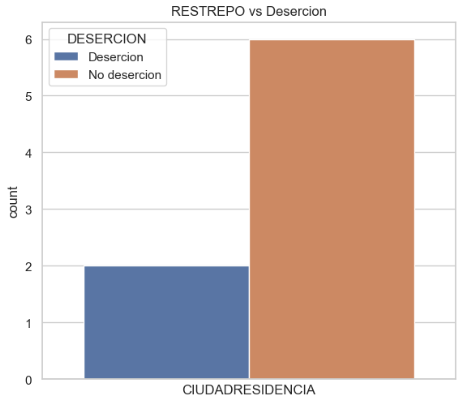 RESTREPO vs Desercion
DESERCION
Desercion
No desercion
6
5
4
3
2
1
0
count
CIUDADRESIDENCIA